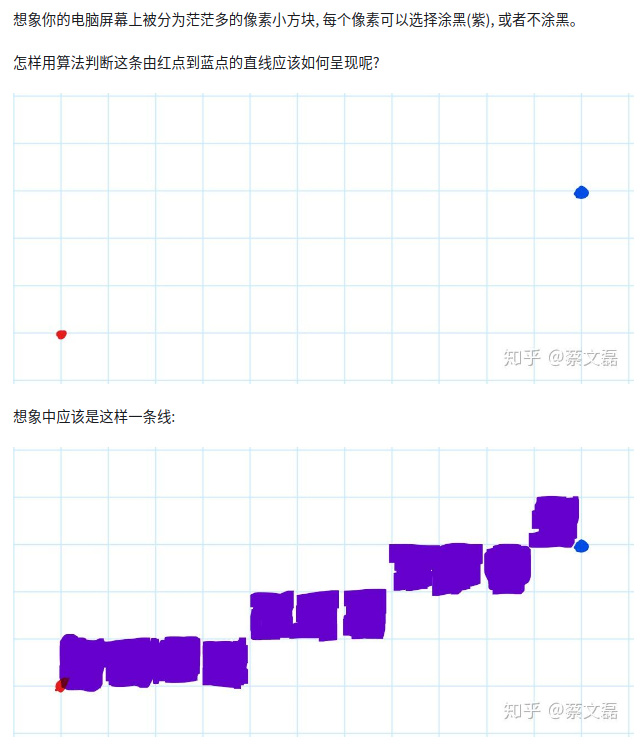 想象你的电脑屏幕上被分为茫茫多的像素小方块, 每个像素可以选择涂黑(紫), 或者不涂黑。
怎样用算法判断这条由红点到蓝点的直线应该如何呈现呢?
知乎 @蔡文磊
想象中应该是这样一条线:
知乎 @蔡文磊